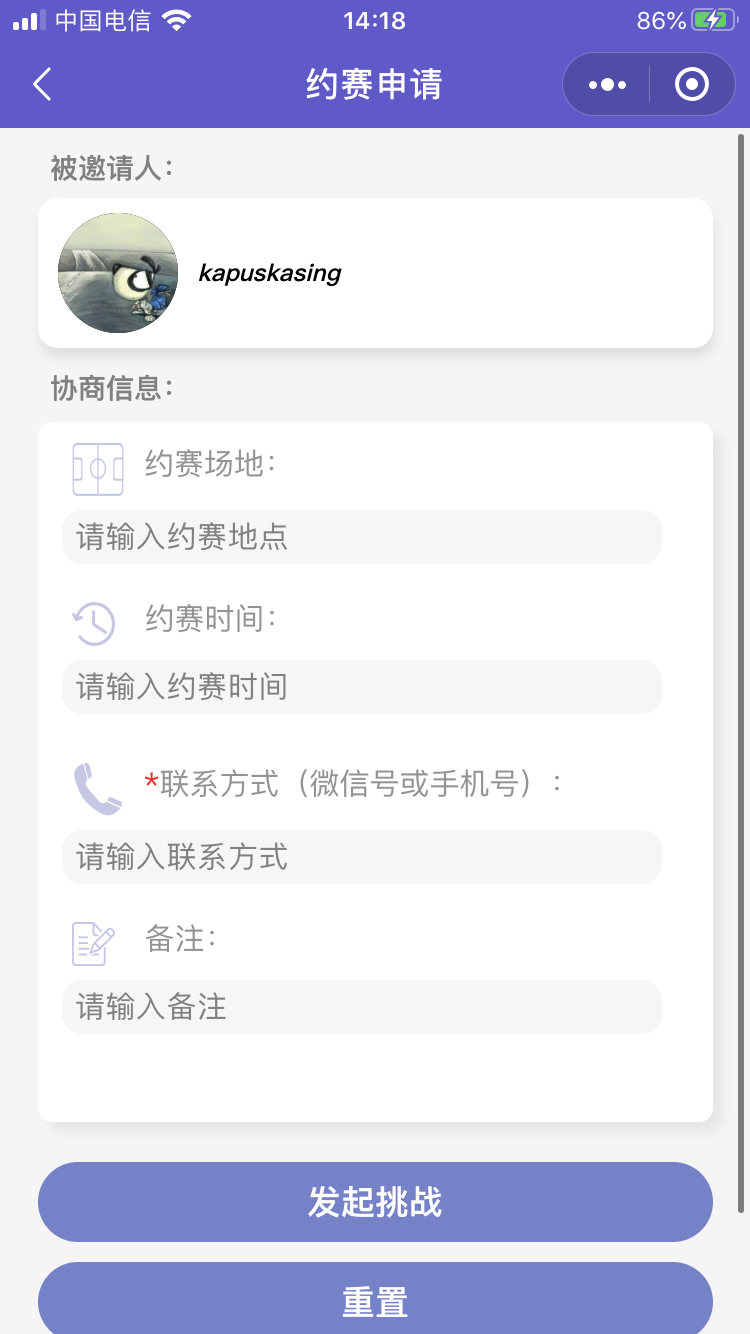 中国电信 14:18 86%
约赛申请
被邀请人:
kapuskasing
协商信息:
约赛场地:
请输入约赛地点
约赛时间:
请输入约赛时间
*联系方式（微信号或手机号）:
请输入联系方式
备注:
请输入备注
发起挑战
重置